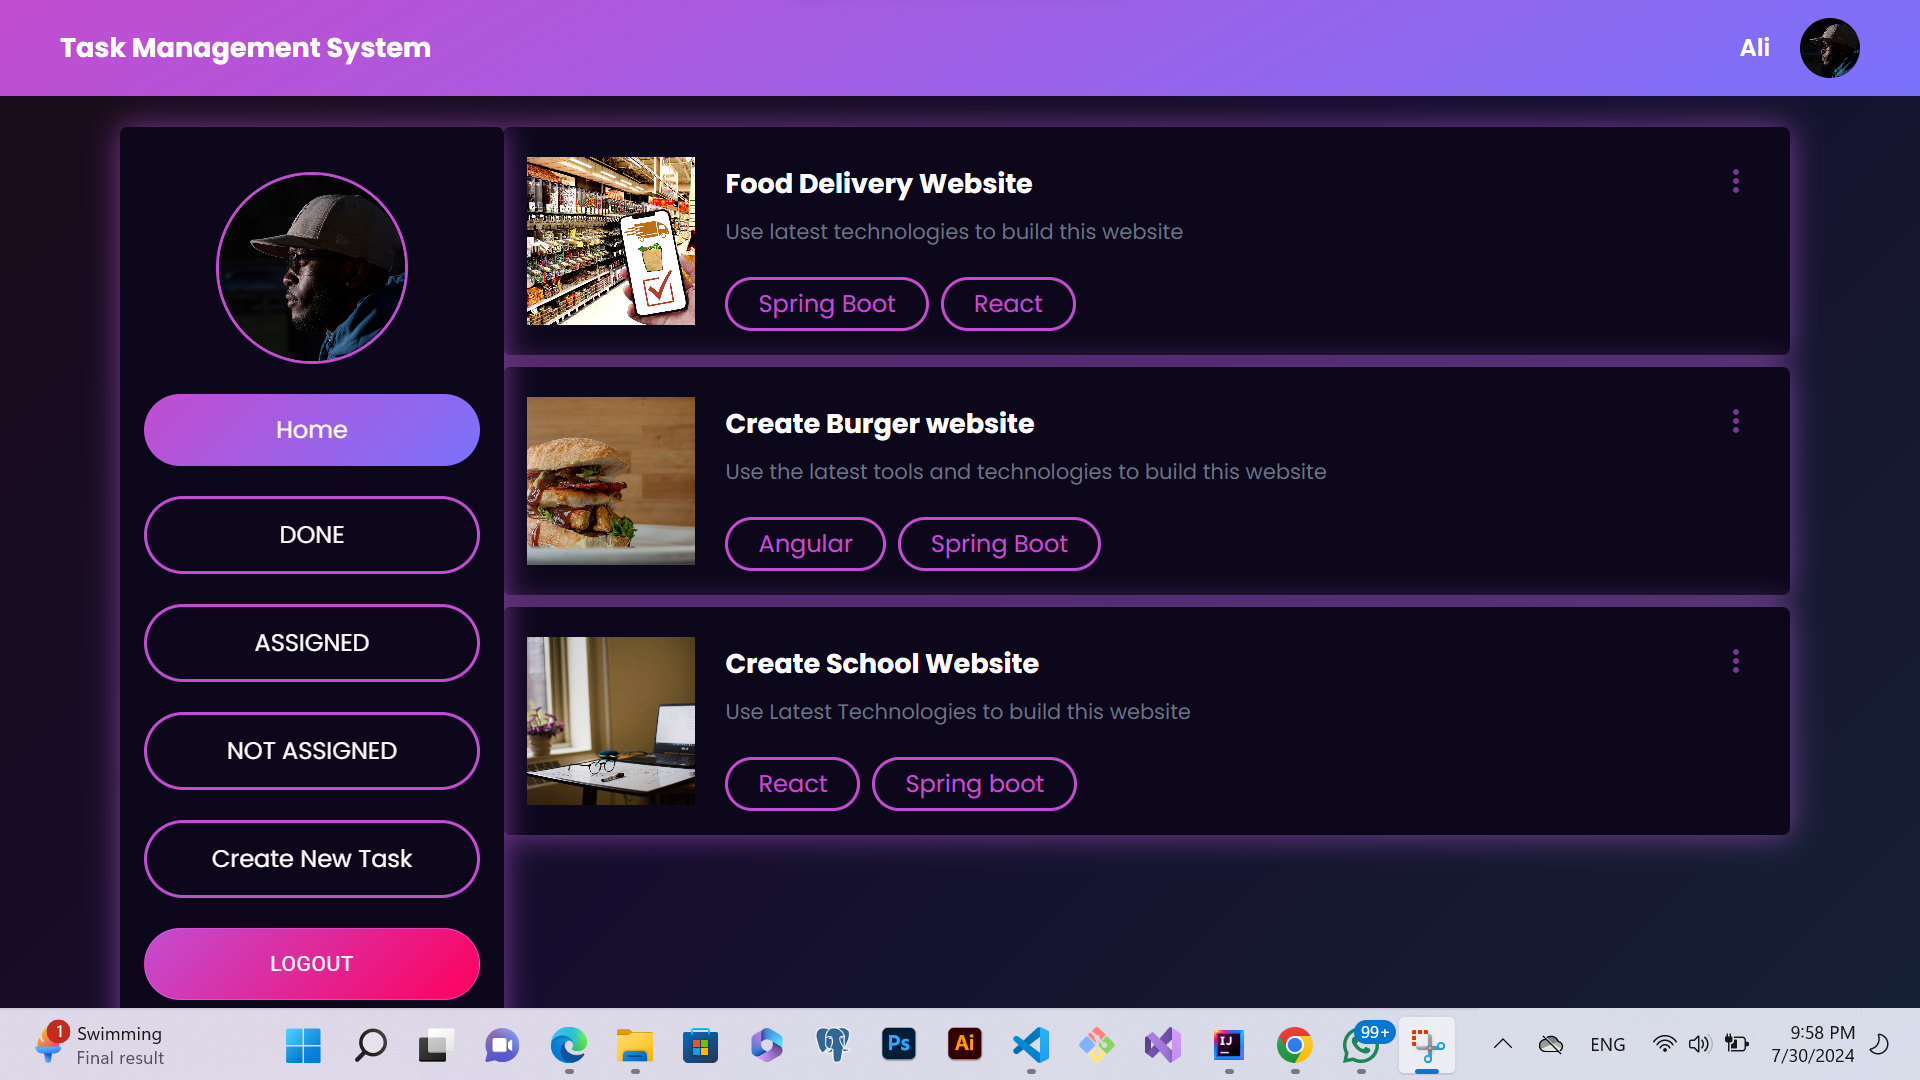 Task Management System
Ali
Home
DONE
ASSIGNED
NOT ASSIGNED
Create New Task
LOGOUT
Food Delivery Website
Use latest technologies to build this website
Spring Boot
React
Create Burger website
Use the latest tools and technologies to build this website
Angular
Spring Boot
Create School Website
Use Latest Technologies to build this website
React
Spring boot
1
Swimming
Final result
Ps
Ai
IJ
99+
ENG
9:58 PM
7/30/2024